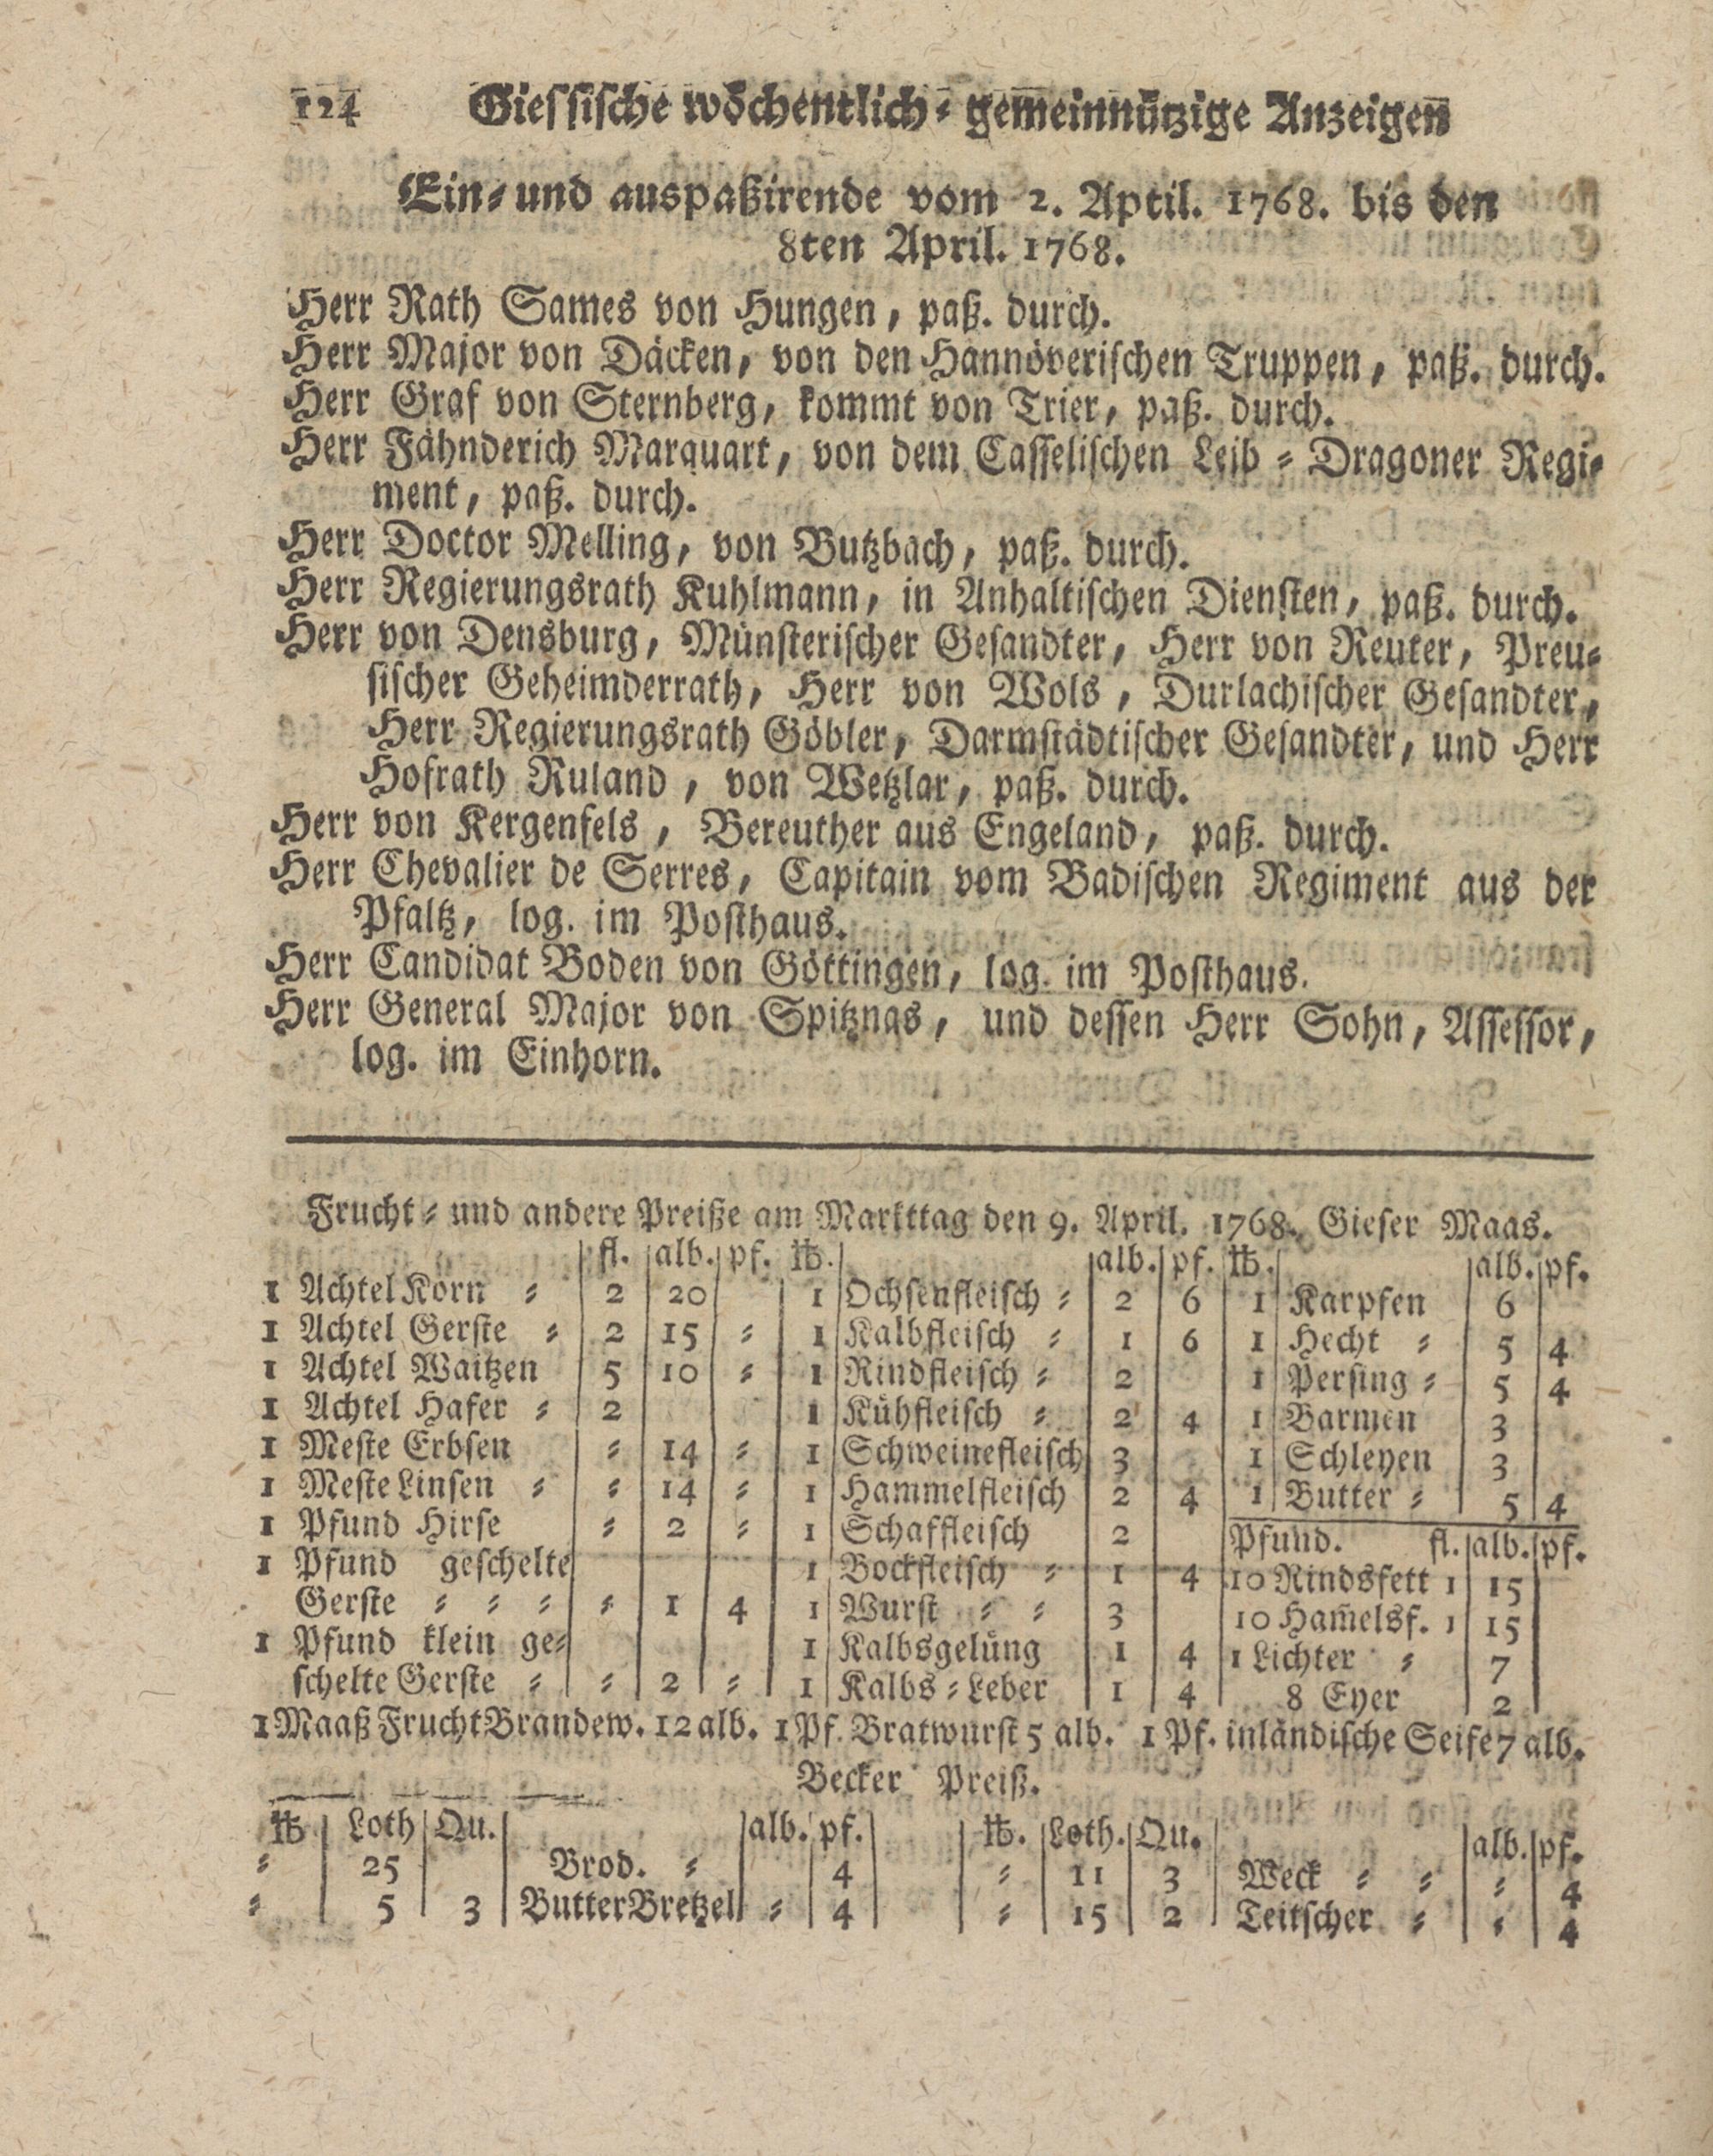 124 Giessische wöchentlich⸗ gem̅einnützige Anzeigen̅
Ein⸗ und auspaßirende vom 2. Aptil. 1768. bis den
8ten April. 1768.
Herr Rath Sames von Hungen, paß. durch.
Herr Major von Däcken, von den Hannöverischen Truppen, paß. durch.
Herr Graf von Sternberg, kommt von Trier, paß. durch.
Herr Fähnderich Marquart, von dem Casselischen Leib⸗Dragoner Regi⸗
ment, paß. durch.
Herr Doctor Melling, von Butzbach, paß. durch.
Herr Regierungsrath Kuhlmann, in Anhaltischen Diensten, paß. durch.
Herr von Densburg, Münsterischer Gesandter, Herr von Reuter, Preu⸗
sischer Geheimderrath, Herr von Wols, Durlachischer Gesandter,
Herr Regierungsrath Göbler, Darmstädtischer Gesandter, und Herr
Hofrath Ruland, von Wetzlar, paß. durch.
Herr von Kergenfels, Bereuther aus Engeland, paß. durch.
Herr Chevalier de Serres, Capitain vom Badischen Regiment aus der
Pfaltz, log. im Posthaus.
Herr Candidat Boden von Göttingen, log. im Posthaus.
Herr General Major von Spitznas, und dessen Herr Sohn, Assessor,
log. im Einhorn.
Frucht⸗ und andere Preiße am Markttag den 9. April. 1768. Gieser Maas.
fl. alb. pf. ℔. alb. pf. ℔. alb. pf.
1 Achtel Korn ⸗ 2 20 1 Ochsenfleisch ⸗ 2 6 1 Karpfen 6
1 Achtel Gerste ⸗ 2 15 ⸗ 1 Kalbfleisch ⸗ 1 6 1 Hecht ⸗ 5 4
1 Achtel Waitzen 5 10 ⸗ 1 Rindfleisch ⸗ 2 1 Persing ⸗ 5 4
1 Achtel Hafer ⸗ 2 1 Kühfleisch ⸗ 2 4 1 Barmen 3
1 Meste Erbsen ⸗ 14 ⸗ 1 Schweinefleisch 3 1 Schleyen 3
1 Meste Linsen ⸗ ⸗ 14 ⸗ 1 Hammelfleisch 2 4 1 Butter ⸗ 5 4
1 Pfund Hirse ⸗ 2 ⸗ 1 Schaffleisch 2 Pfund. fl. alb. pf.
1 Pfund geschelte 1 Bockfleisch ⸗ 1 4 10 Rindsfett 1 15
Gerste ⸗ ⸗ ⸗ ⸗ 1 4 1 Wurst ⸗ ⸗ 3 10 Ham̅elsf. 1 15
1 Pfund klein ge⸗ 1 Kalbsgelüng 1 4 1 Lichter ⸗ 7
schelte Gerste ⸗ ⸗ 2 ⸗ 1 Kalbs⸗Leber 1 4 8 Eyer 2
1 Maaß Frucht Brandew. 12 alb. 1 Pf. Bratwurst 5 alb. 1 Pf. inländische Seife 7 alb.
Becker Preiß.
℔ Loth Qu. alb. pf. ℔. Loth. Qu. alb. pf.
⸗ 25 Brod. ⸗ 4 ⸗ 11 3 Weck ⸗ ⸗ ⸗ 4
⸗ 5 3 Butter Bretzel ⸗ 4 ⸗ 15 2 Teitscher ⸗ ⸗ 4